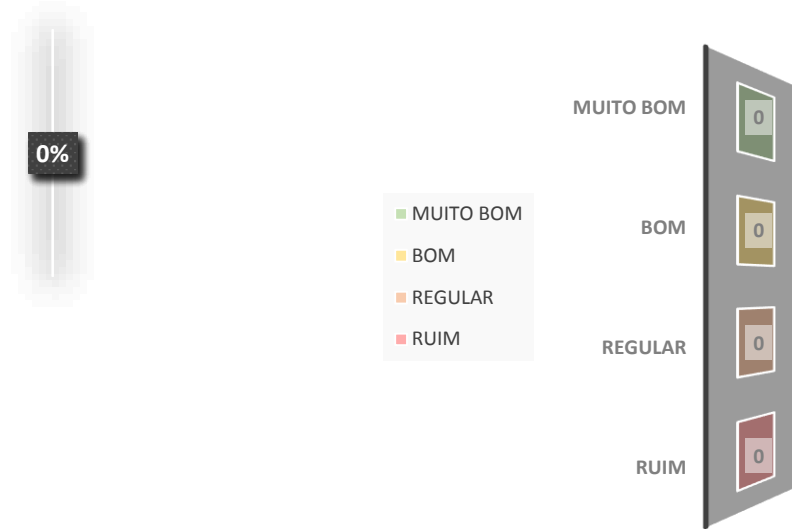 0%
MUITO BOM
BOM
REGULAR
RUIM
MUITO BOM 0
BOM 0
REGULAR 0
RUIM 0